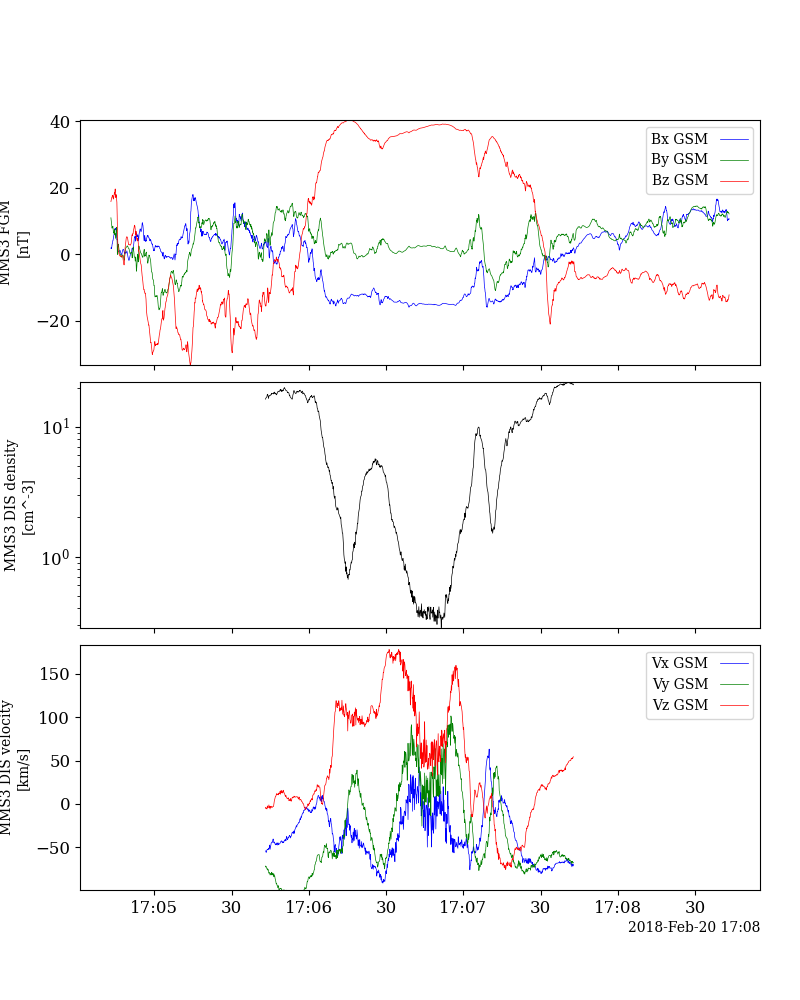 40
20
0
−20
MMS3 FGM
[nT]
Bx GSM
By GSM
Bz GSM
10^1
10^0
MMS3 DIS density
[cm^-3]
150
100
50
0
−50
MMS3 DIS velocity
[km/s]
Vx GSM
Vy GSM
Vz GSM
17:05 30 17:06 30 17:07 30 17:08 30
2018-Feb-20 17:08